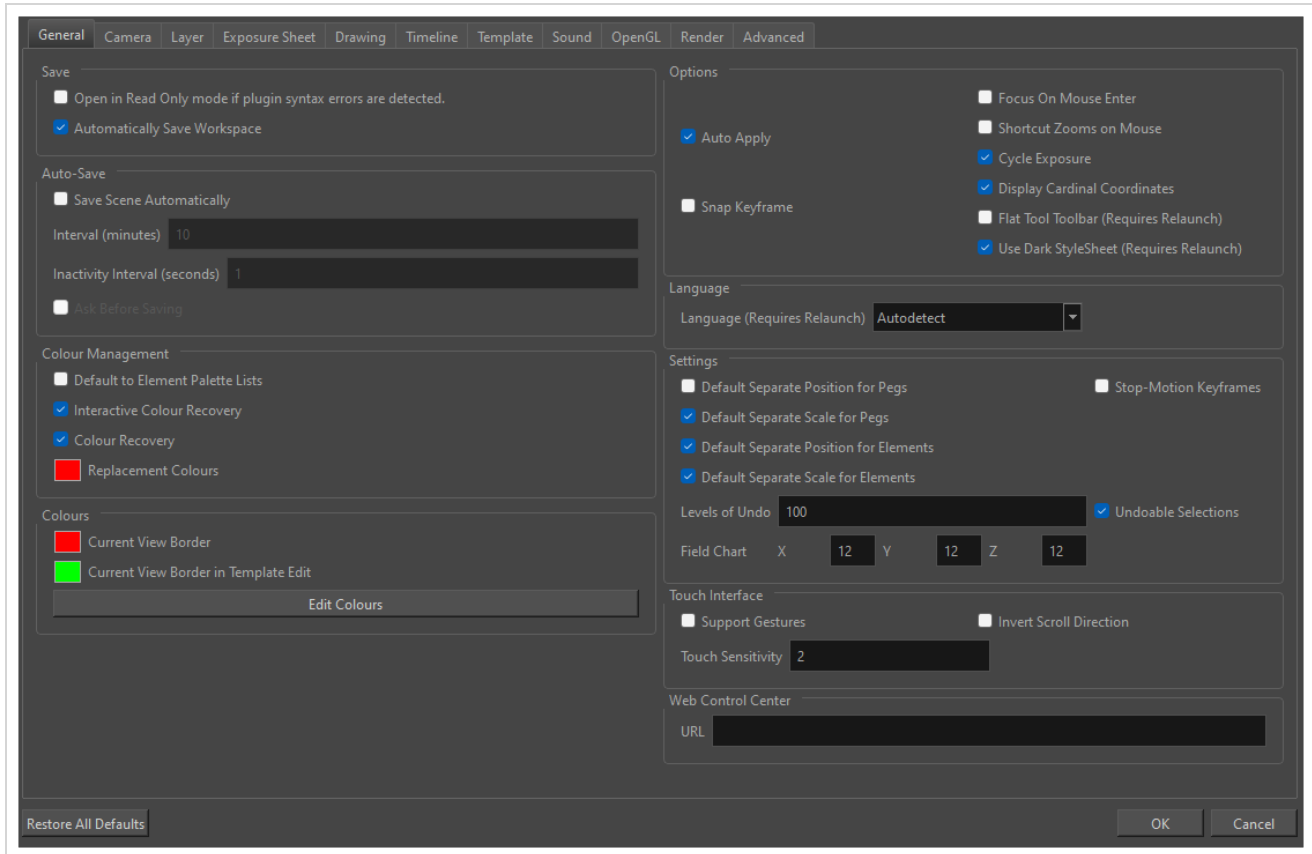 General Camera Layer Exposure Sheet Drawing Timeline Template Sound OpenGL Render Advanced
Save
Open in Read Only mode if plugin syntax errors are detected.
Automatically Save Workspace
Auto-Save
Save Scene Automatically
Interval (minutes) 10
Inactivity Interval (seconds) 1
Ask Before Saving
Colour Management
Default to Element Palette Lists
Interactive Colour Recovery
Colour Recovery
Replacement Colours
Colours
Current View Border
Current View Border in Template Edit
Edit Colours
Options
Auto Apply
Snap Keyframe
Focus On Mouse Enter
Shortcut Zooms on Mouse
Cycle Exposure
Display Cardinal Coordinates
Flat Tool Toolbar (Requires Relaunch)
Use Dark StyleSheet (Requires Relaunch)
Language
Language (Requires Relaunch) Autodetect
Settings
Default Separate Position for Pegs Stop-Motion Keyframes
Default Separate Scale for Pegs
Default Separate Position for Elements
Default Separate Scale for Elements
Levels of Undo 100 Undoable Selections
Field Chart X 12 Y 12 Z 12
Touch Interface
Support Gestures Invert Scroll Direction
Touch Sensitivity 2
Web Control Center
URL
Restore All Defaults OK Cancel